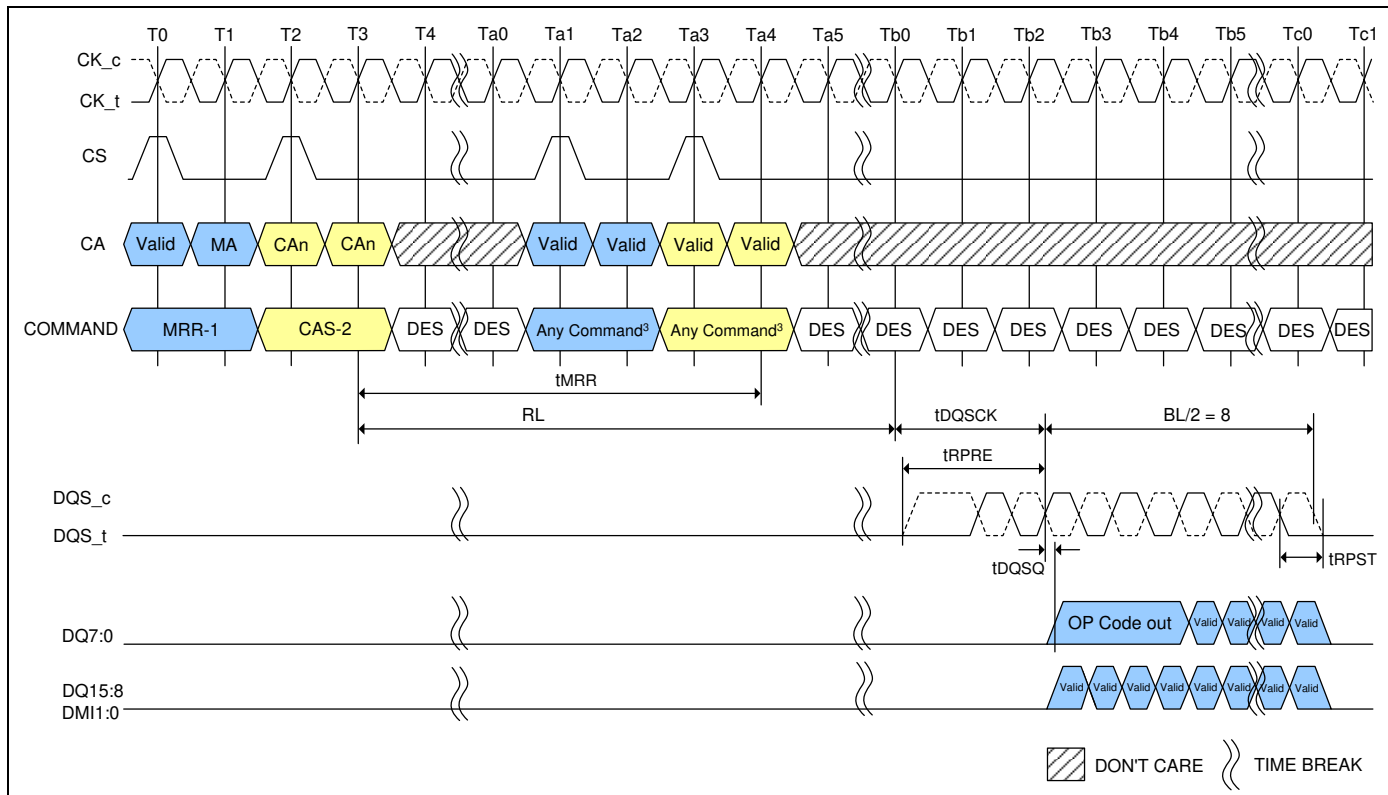 T0 T1 T2 T3 T4 Ta0 Ta1 Ta2 Ta3 Ta4 Ta5 Tb0 Tb1 Tb2 Tb3 Tb4 Tb5 Tc0 Tc1
CK_c
CK_t
CS
CA Valid MA CAn CAn Valid Valid Valid Valid
COMMAND MRR-1 CAS-2 DES DES Any Command³ Any Command³ DES DES DES DES DES DES DES DES DES
tMRR
RL tDQSCK BL/2 = 8
tRPRE
DQS_c
DQS_t
tDQSQ tRPST
DQ7:0 OP Code out Valid Valid Valid Valid
DQ15:8 Valid Valid Valid Valid Valid Valid Valid Valid
DMI1:0
DON'T CARE TIME BREAK